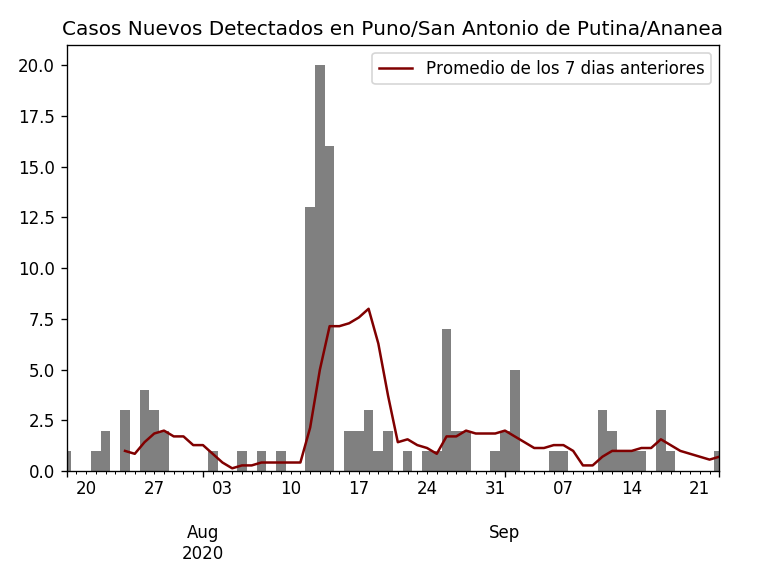 Casos Nuevos Detectados en Puno/San Antonio de Putina/Ananea
Promedio de los 7 dias anteriores
20.0
17.5
15.0
12.5
10.0
7.5
5.0
2.5
0.0
20 27 03 10 17 24 31 07 14 21
Aug Sep
2020